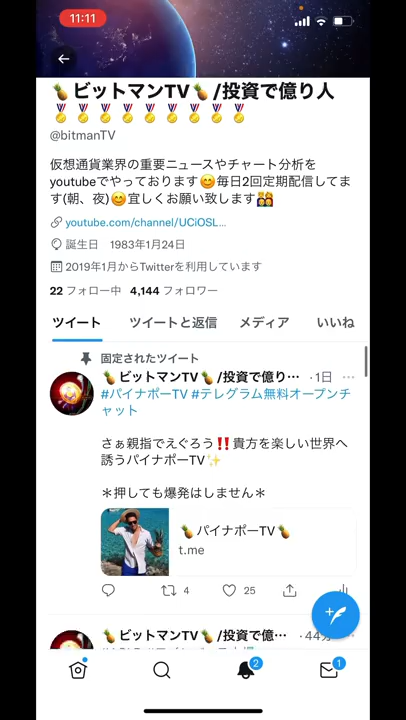 11:11
🍍ビットマンTV🍍/投資で億り人
🏅🏅🏅🏅🏅🏅🏅🏅🏅
@bitmanTV
仮想通貨業界の重要ニュースやチャート分析を
youtubeでやっております😊毎日2回定期配信してま
す(朝、夜)😊宜しくお願い致します👫
youtube.com/channel/UCiOSL...
誕生日 1983年1月24日
2019年1月からTwitterを利用しています
22 フォロー中 4,144 フォロワー
ツイート ツイートと返信 メディア いいね
固定されたツイート
🍍ビットマンTV🍍/投資で億り… · 1日
#パイナポーTV #テレグラム無料オープンチ
ャット
さぁ親指でえぐろう‼️貴方を楽しい世界へ
誘うパイナポーTV✨
＊押しても爆発はしません＊
🍍パイナポーTV🍍
t.me
4 25
🍍ビットマンTV🍍/投資で億… · 44分
2 1